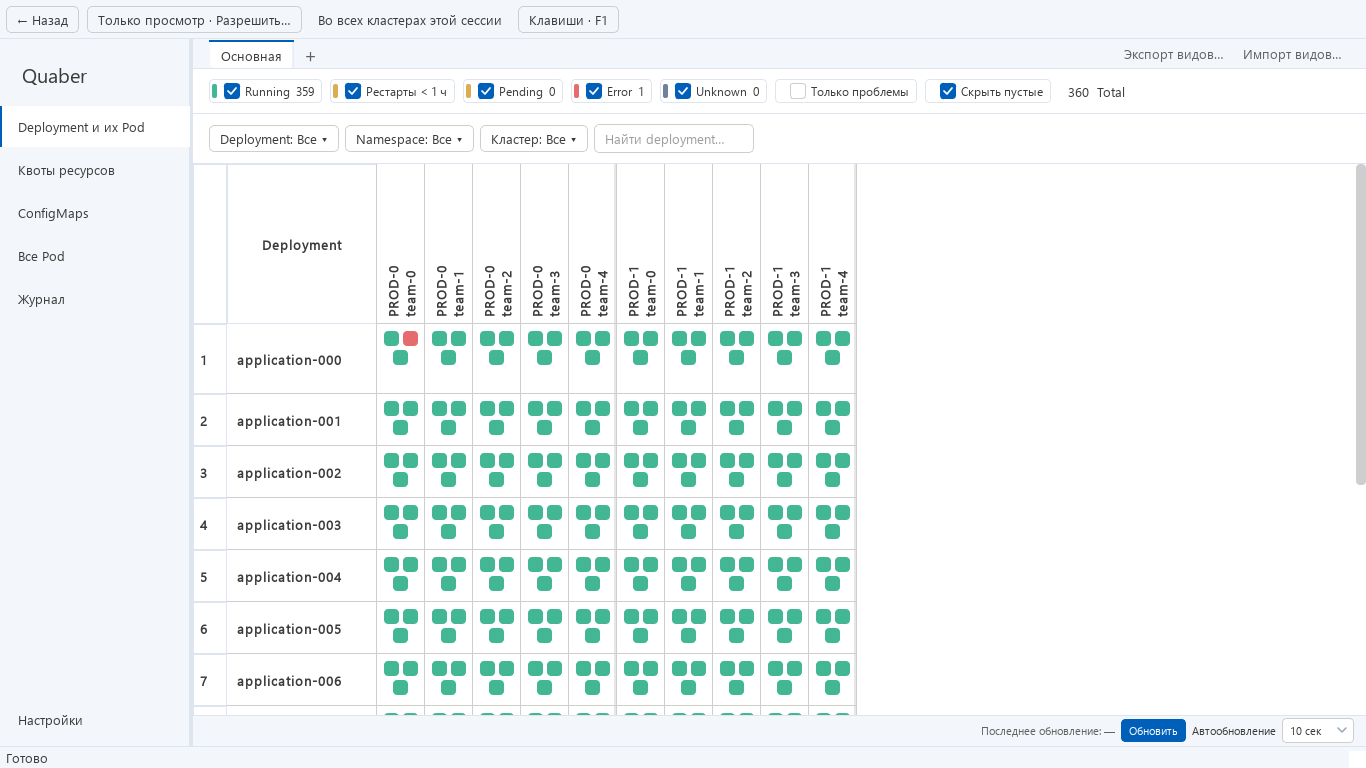 ← Назад
Только просмотр · Разрешить...
Во всех кластерах этой сессии
Клавиши · F1
Quaber
Deployment и их Pod
Квоты ресурсов
ConfigMaps
Все Pod
Журнал
Настройки
Основная
+
Экспорт видов...
Импорт видов...
Running 359
Рестарты < 1 ч
Pending 0
Error 1
Unknown 0
Только проблемы
Скрыть пустые
360 Total
Deployment: Все ▾
Namespace: Все ▾
Кластер: Все ▾
Найти deployment...
Deployment
PROD-0
team-0
PROD-0
team-1
PROD-0
team-2
PROD-0
team-3
PROD-0
team-4
PROD-1
team-0
PROD-1
team-1
PROD-1
team-2
PROD-1
team-3
PROD-1
team-4
1 application-000
2 application-001
3 application-002
4 application-003
5 application-004
6 application-005
7 application-006
Последнее обновление: —
Обновить
Автообновление
10 сек
Готово